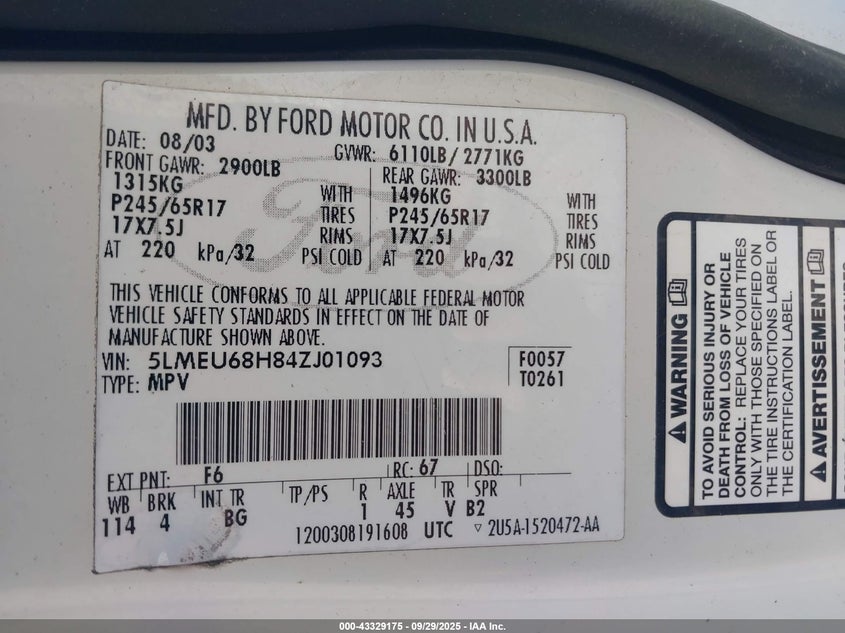 MFD. BY FORD MOTOR CO. IN U.S.A.
DATE: 08/03 GVWR: 6110LB/ 2771KG
FRONT GAWR: 2900LB REAR GAWR: 3300LB
1315KG WITH 1496KG WITH
P245/65R17 TIRES P245/65R17 TIRES
17X7.5J RIMS 17X7.5J RIMS
AT 220 kPa/32 PSI COLD AT 220 kPa/32 PSI COLD
Ford
THIS VEHICLE CONFORMS TO ALL APPLICABLE FEDERAL MOTOR
VEHICLE SAFETY STANDARDS IN EFFECT ON THE DATE OF
MANUFACTURE SHOWN ABOVE.
VIN: 5LMEU68H84ZJ01093 F0057
TYPE: MPV T0261
EXT PNT: F6 RC: 67 DSO:
WB BRK INT TR TP/PS R AXLE TR SPR
114 4 BG 1 45 V B2
1200308191608 UTC ▽ 2U5A-1520472-AA
⚠ WARNING
TO AVOID SERIOUS INJURY OR
DEATH FROM LOSS OF VEHICLE
CONTROL: REPLACE YOUR TIRES
ONLY WITH THOSE SPECIFIED ON
THE TIRE INSTRUCTIONS LABEL OR
THE CERTIFICATION LABEL.
⚠ AVERTISSEMENT
000-43329175 - 09/29/2025 - IAA Inc.